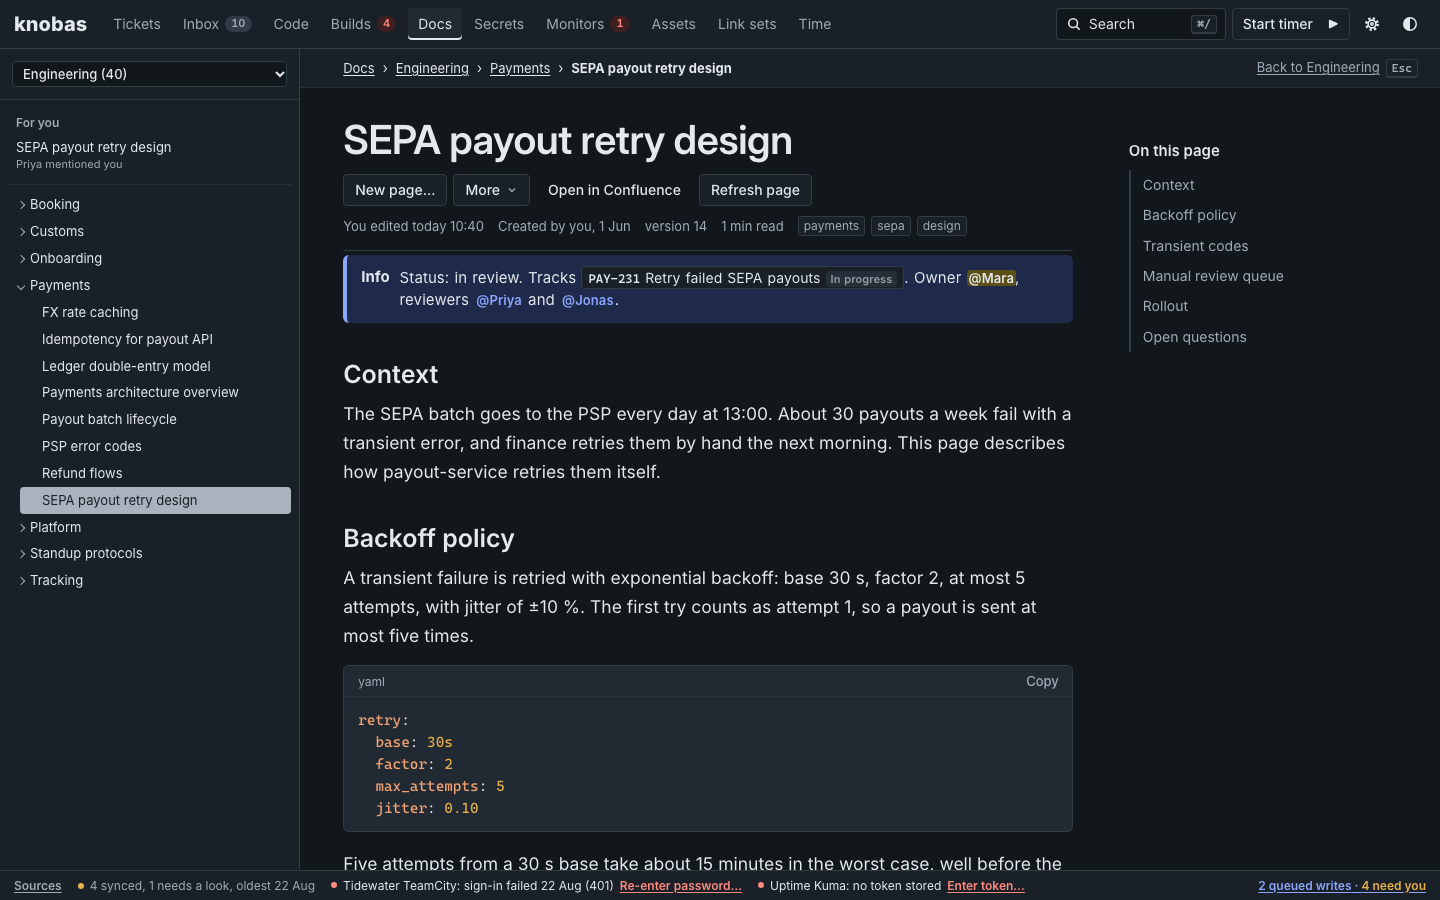 knobas Tickets Inbox 10 Code Builds 4 Docs Secrets Monitors 1 Assets Link sets Time Search ⌘/ Start timer
Engineering (40)
Docs › Engineering › Payments › SEPA payout retry design Back to Engineering Esc
For you
SEPA payout retry design
Priya mentioned you
Booking
Customs
Onboarding
Payments
FX rate caching
Idempotency for payout API
Ledger double-entry model
Payments architecture overview
Payout batch lifecycle
PSP error codes
Refund flows
SEPA payout retry design
Platform
Standup protocols
Tracking
SEPA payout retry design
New page... More Open in Confluence Refresh page
You edited today 10:40 Created by you, 1 Jun version 14 1 min read payments sepa design
Info Status: in review. Tracks PAY-231 Retry failed SEPA payouts In progress . Owner @Mara,
reviewers @Priya and @Jonas.
Context
The SEPA batch goes to the PSP every day at 13:00. About 30 payouts a week fail with a
transient error, and finance retries them by hand the next morning. This page describes
how payout-service retries them itself.
Backoff policy
A transient failure is retried with exponential backoff: base 30 s, factor 2, at most 5
attempts, with jitter of ±10 %. The first try counts as attempt 1, so a payout is sent at
most five times.
yaml Copy
retry:
base: 30s
factor: 2
max_attempts: 5
jitter: 0.10
Five attempts from a 30 s base take about 15 minutes in the worst case, well before the
On this page
Context
Backoff policy
Transient codes
Manual review queue
Rollout
Open questions
Sources 4 synced, 1 needs a look, oldest 22 Aug Tidewater TeamCity: sign-in failed 22 Aug (401) Re-enter password... Uptime Kuma: no token stored Enter token... 2 queued writes · 4 need you